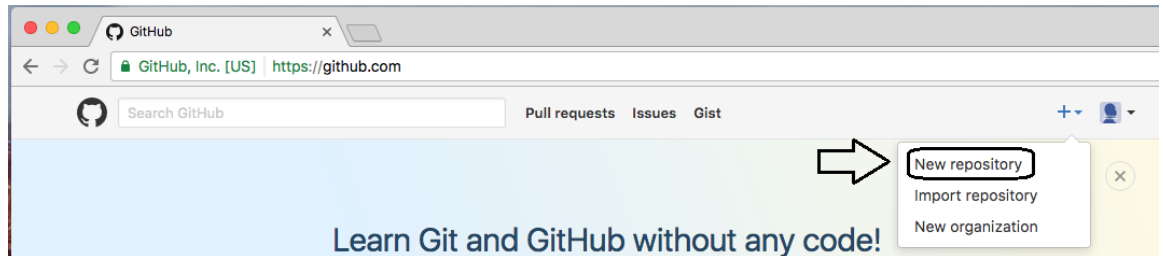 GitHub
GitHub, Inc. [US] https://github.com
Search GitHub Pull requests Issues Gist
New repository
Import repository
New organization
Learn Git and GitHub without any code!